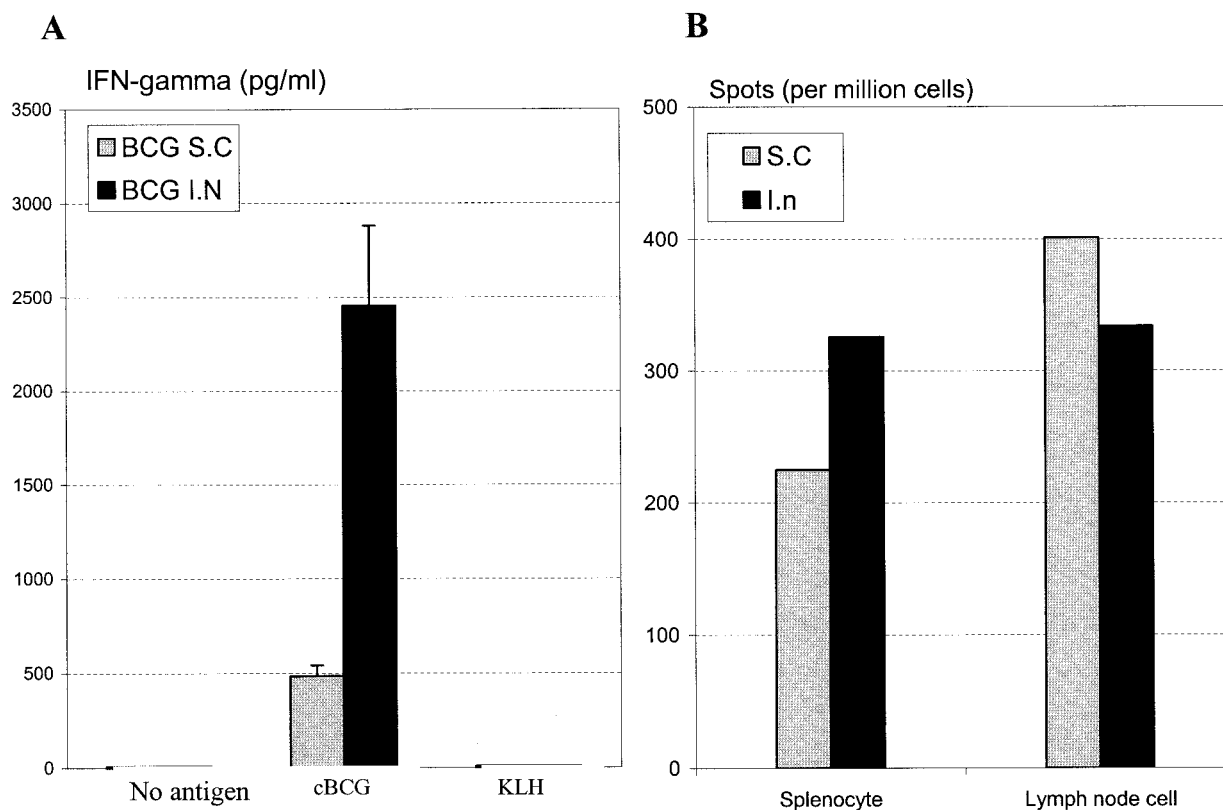 A
IFN-gamma (pg/ml)
3500
3000
2500
2000
1500
1000
500
0
BCG S.C
BCG I.N
No antigen
cBCG
KLH
B
Spots (per million cells)
500
400
300
200
100
0
S.C
I.n
Splenocyte
Lymph node cell